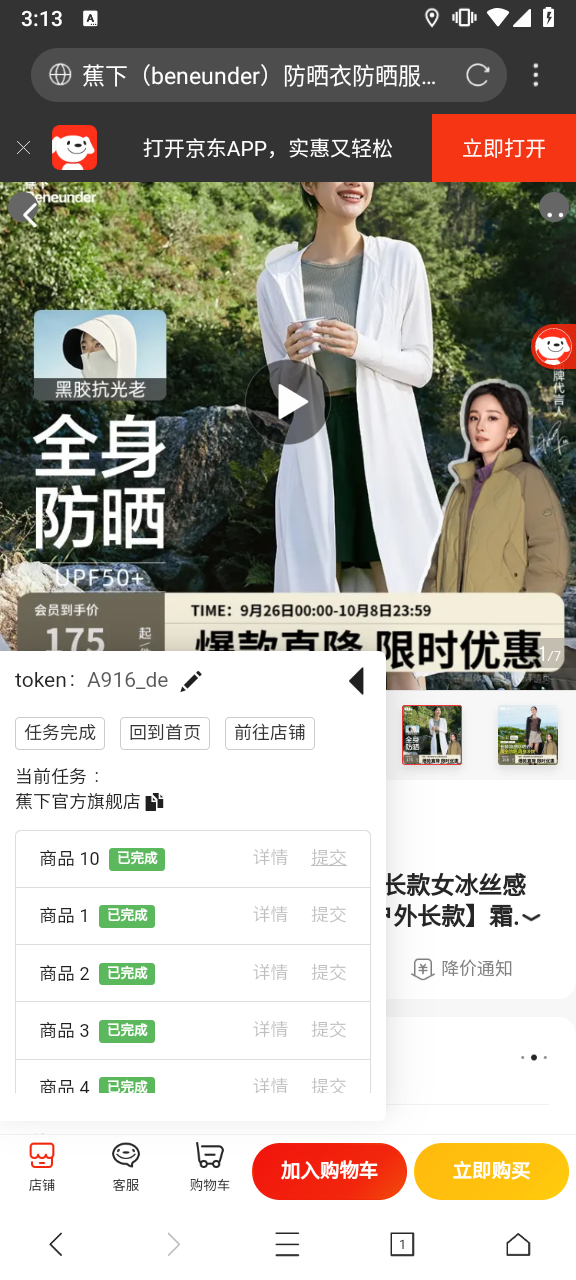 3:13
A
蕉下（beneunder）防晒衣防晒服...
打开京东APP，实惠又轻松
立即打开
beneunder
黑胶抗光老
牌代言人
全身
防晒
UPF50+
会员到手价
175
起
TIME：9月26日00:00-10月8日23:59
爆款直降 限时优惠
1/7
token：A916_de
任务完成 回到首页 前往店铺
当前任务：
蕉下官方旗舰店
商品 10 已完成 详情 提交
商品 1 已完成 详情 提交
商品 2 已完成 详情 提交
商品 3 已完成 详情 提交
商品 4 已完成 详情 提交
长款女冰丝感
户外长款】霜.
降价通知
店铺
客服
购物车
加入购物车
立即购买
1